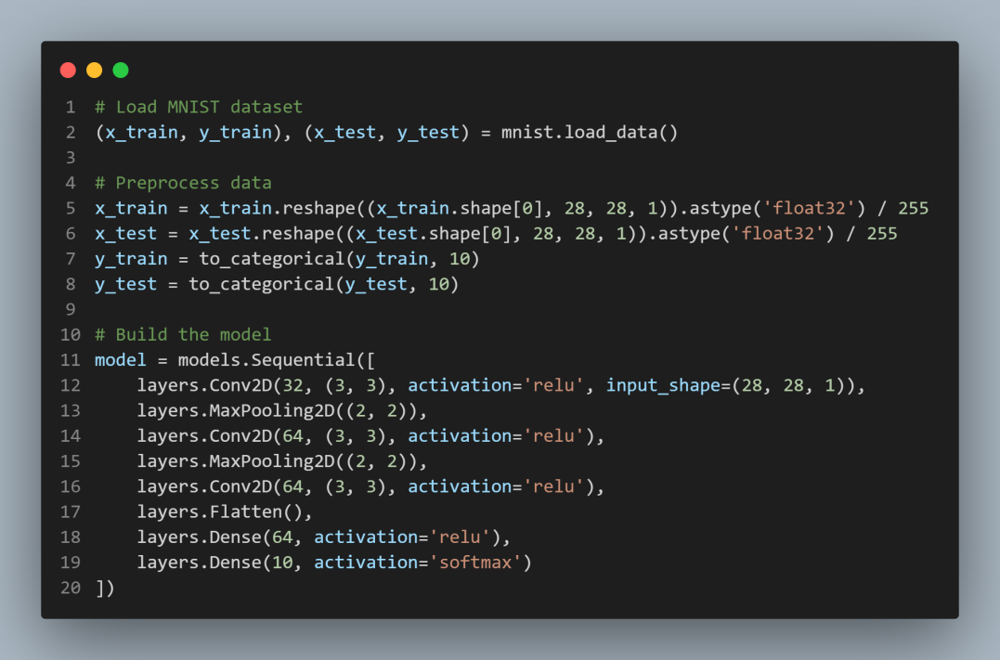 1 # Load MNIST dataset
2 (x_train, y_train), (x_test, y_test) = mnist.load_data()
3
4 # Preprocess data
5 x_train = x_train.reshape((x_train.shape[0], 28, 28, 1)).astype('float32') / 255
6 x_test = x_test.reshape((x_test.shape[0], 28, 28, 1)).astype('float32') / 255
7 y_train = to_categorical(y_train, 10)
8 y_test = to_categorical(y_test, 10)
9
10 # Build the model
11 model = models.Sequential([
12     layers.Conv2D(32, (3, 3), activation='relu', input_shape=(28, 28, 1)),
13     layers.MaxPooling2D((2, 2)),
14     layers.Conv2D(64, (3, 3), activation='relu'),
15     layers.MaxPooling2D((2, 2)),
16     layers.Conv2D(64, (3, 3), activation='relu'),
17     layers.Flatten(),
18     layers.Dense(64, activation='relu'),
19     layers.Dense(10, activation='softmax')
20 ])